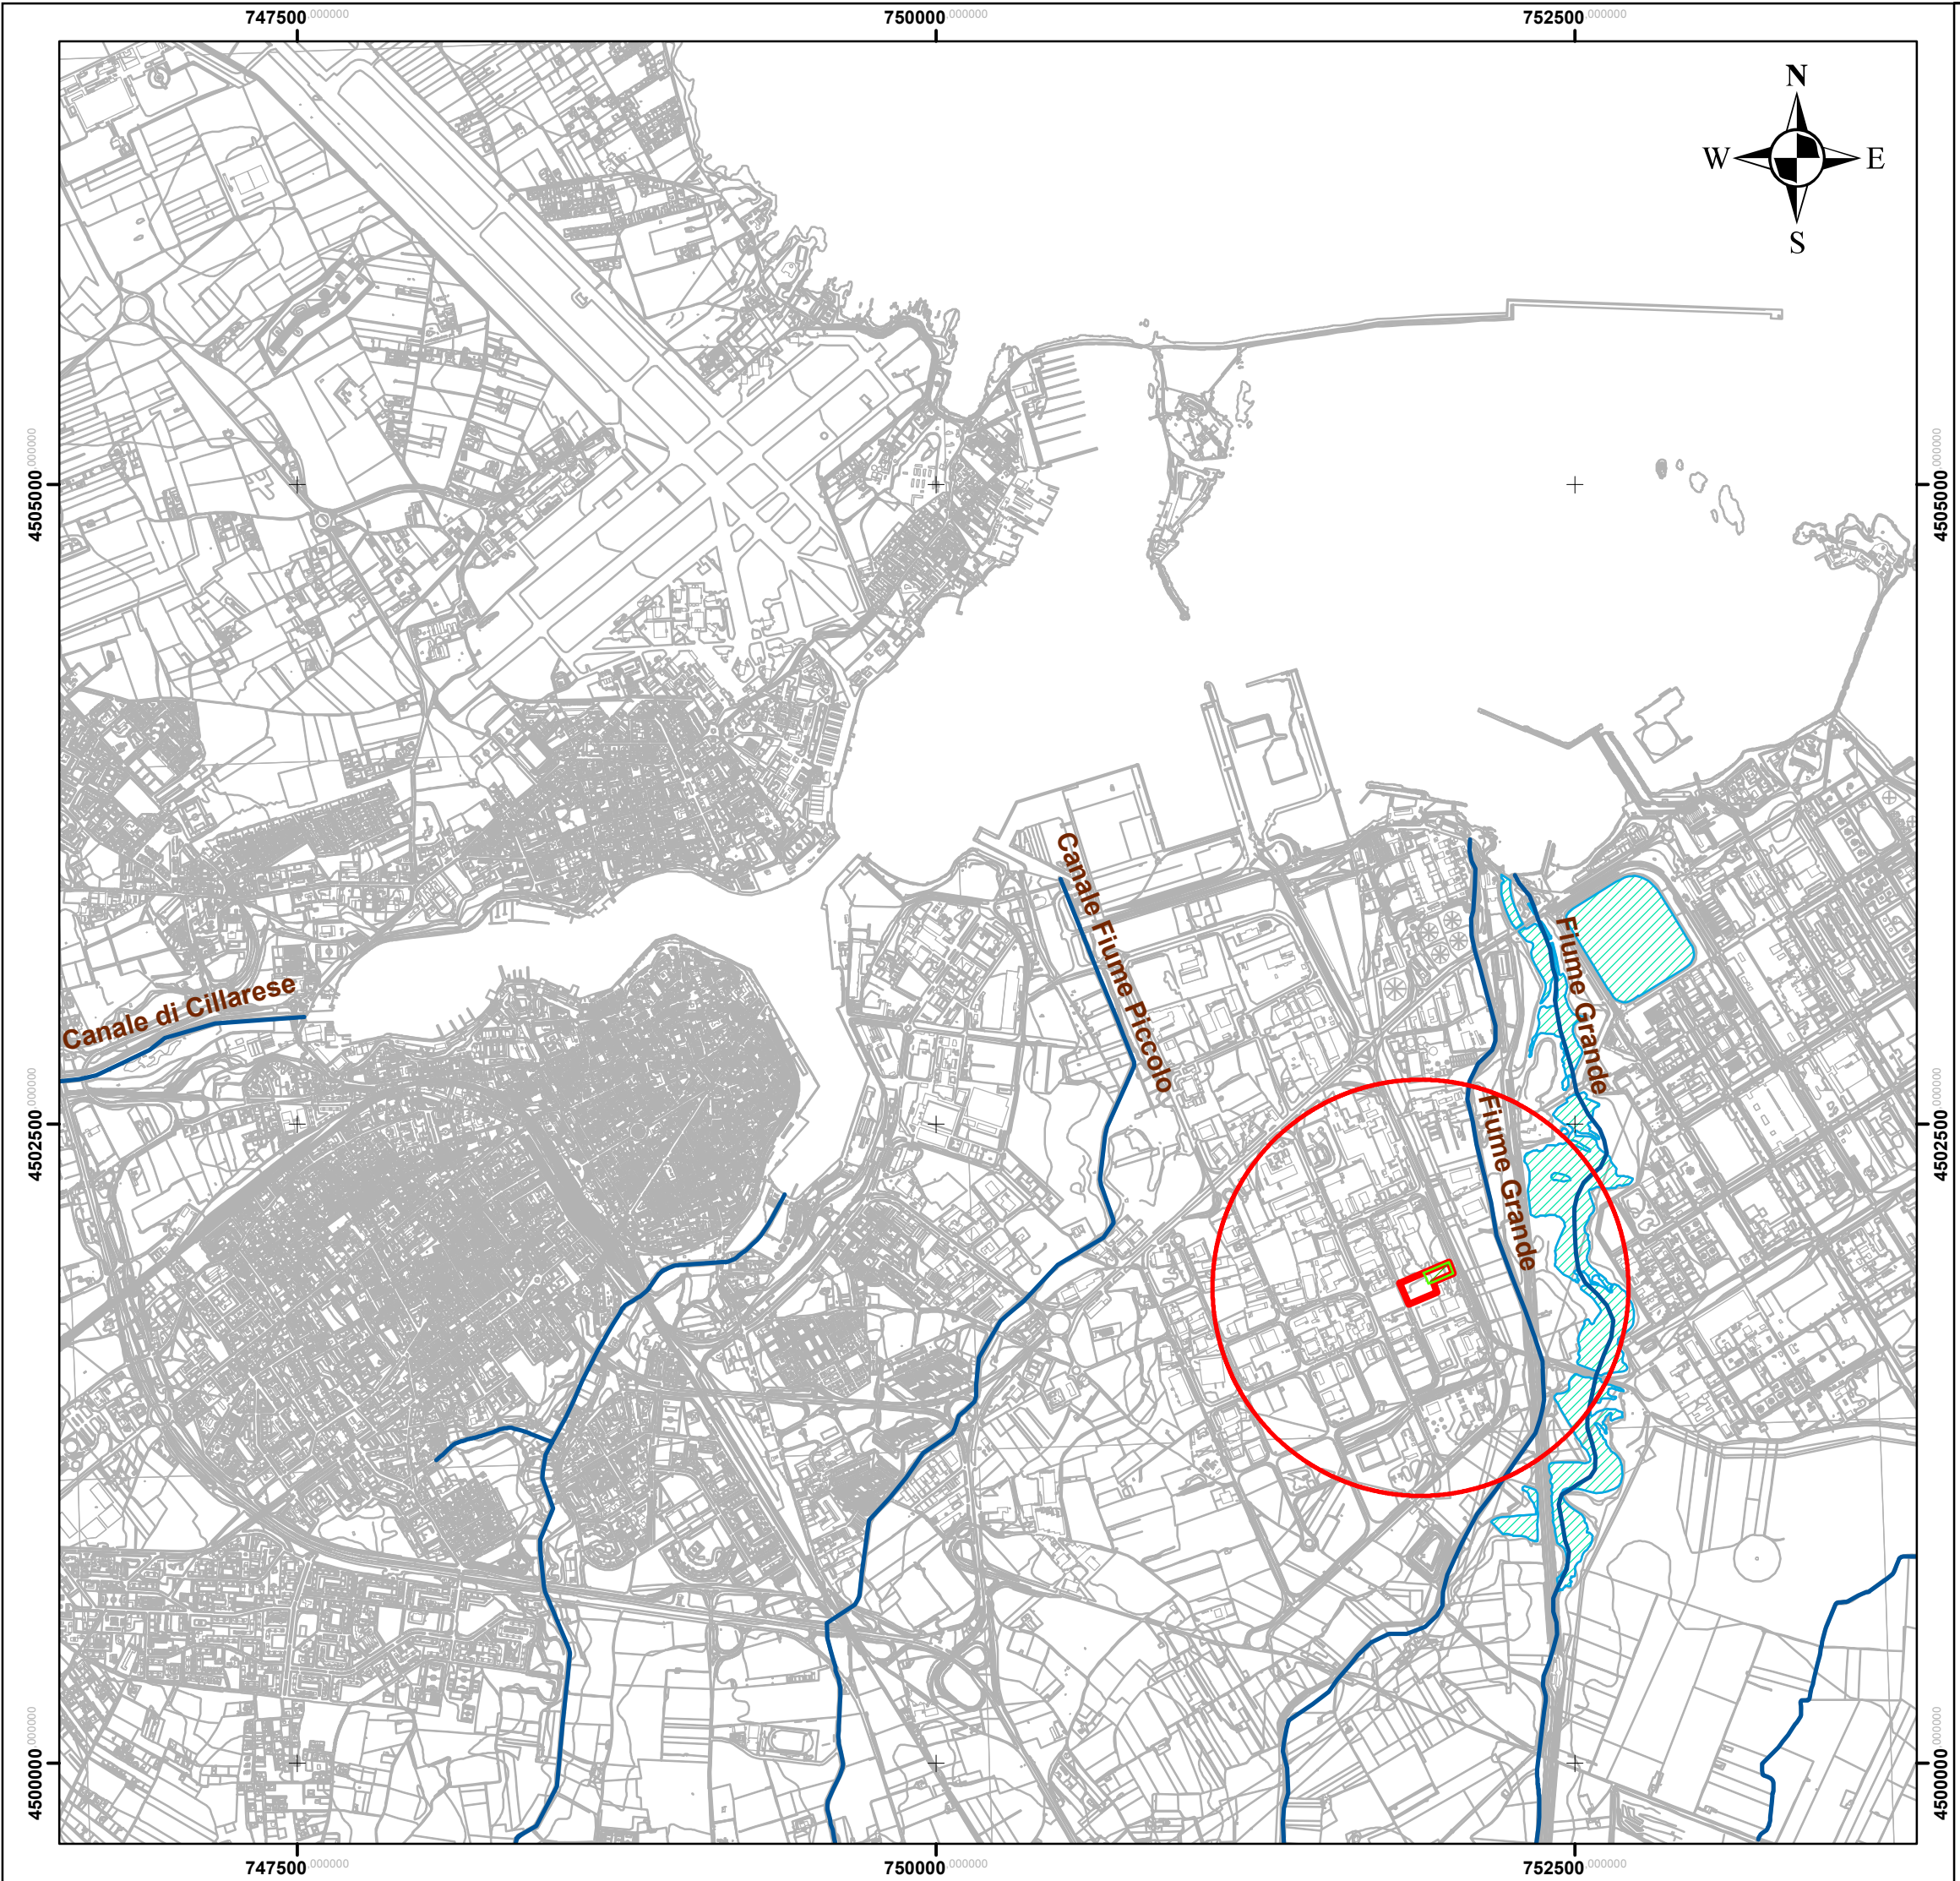 747500,000000
750000,000000
752500,000000
N
W
E
S
4505000,000000
4505000,000000
Canale Fiume Piccolo
Fiume Grande
Canale di Cillarese
4502500,000000
4502500,000000
Fiume Grande
4500000,000000
4500000,000000
747500,000000
750000,000000
752500,000000